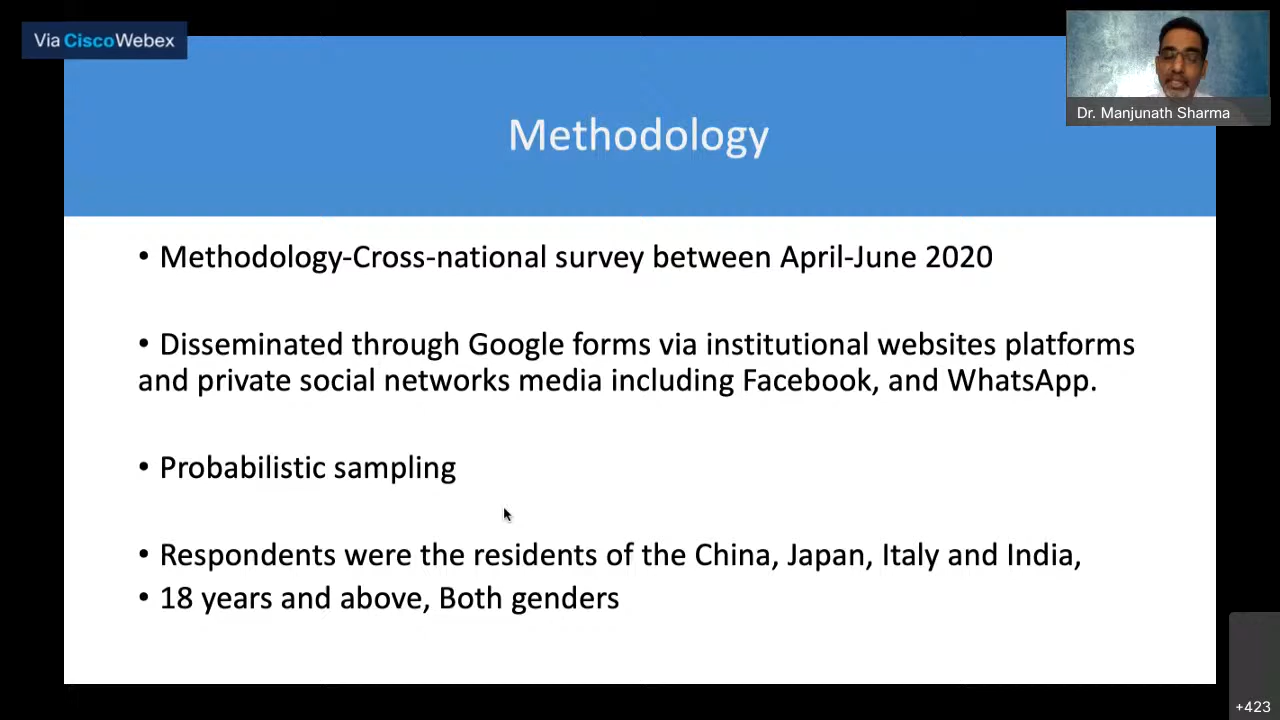 Via CiscoWebex
Dr. Manjunath Sharma
Methodology
• Methodology-Cross-national survey between April-June 2020
• Disseminated through Google forms via institutional websites platforms
and private social networks media including Facebook, and WhatsApp.
• Probabilistic sampling
• Respondents were the residents of the China, Japan, Italy and India,
• 18 years and above, Both genders
+423